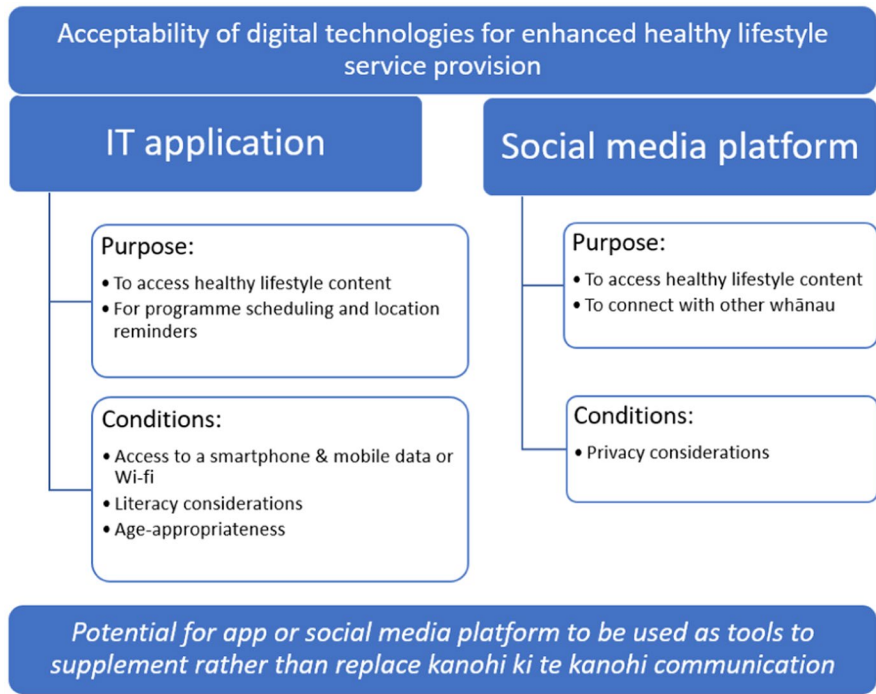 Acceptability of digital technologies for enhanced healthy lifestyle
service provision
IT application
Purpose:
• To access healthy lifestyle content
• For programme scheduling and location
reminders
Conditions:
• Access to a smartphone & mobile data or
Wi-fi
• Literacy considerations
• Age-appropriateness
Social media platform
Purpose:
• To access healthy lifestyle content
• To connect with other whānau
Conditions:
• Privacy considerations
Potential for app or social media platform to be used as tools to
supplement rather than replace kanohi ki te kanohi communication